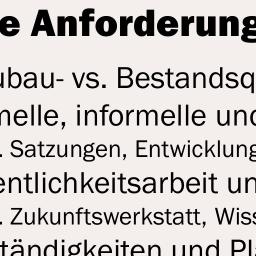 e Anforderung
ubau- vs. Bestandsq
melle, informelle und
. Satzungen, Entwicklung
entlichkeitsarbeit un
. Zukunftswerkstatt, Wiss
tändigkeiten und Pl